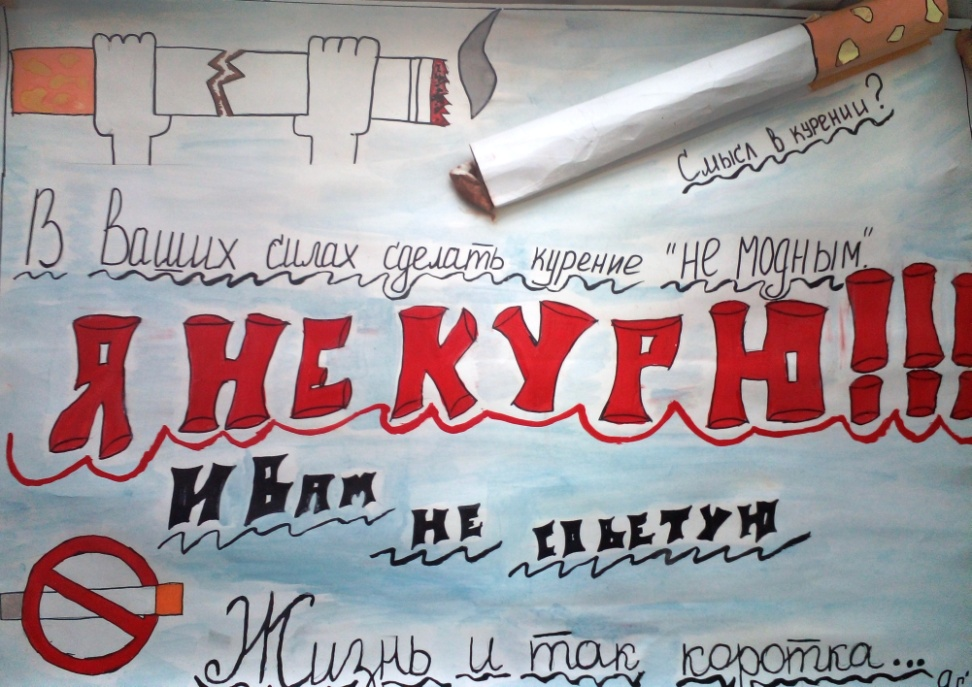 Смысл в курении?
В Ваших силах сделать курение "не модным".
Я НЕ КУРЮ!!!
И Вам не советую
Жизнь и так коротка...